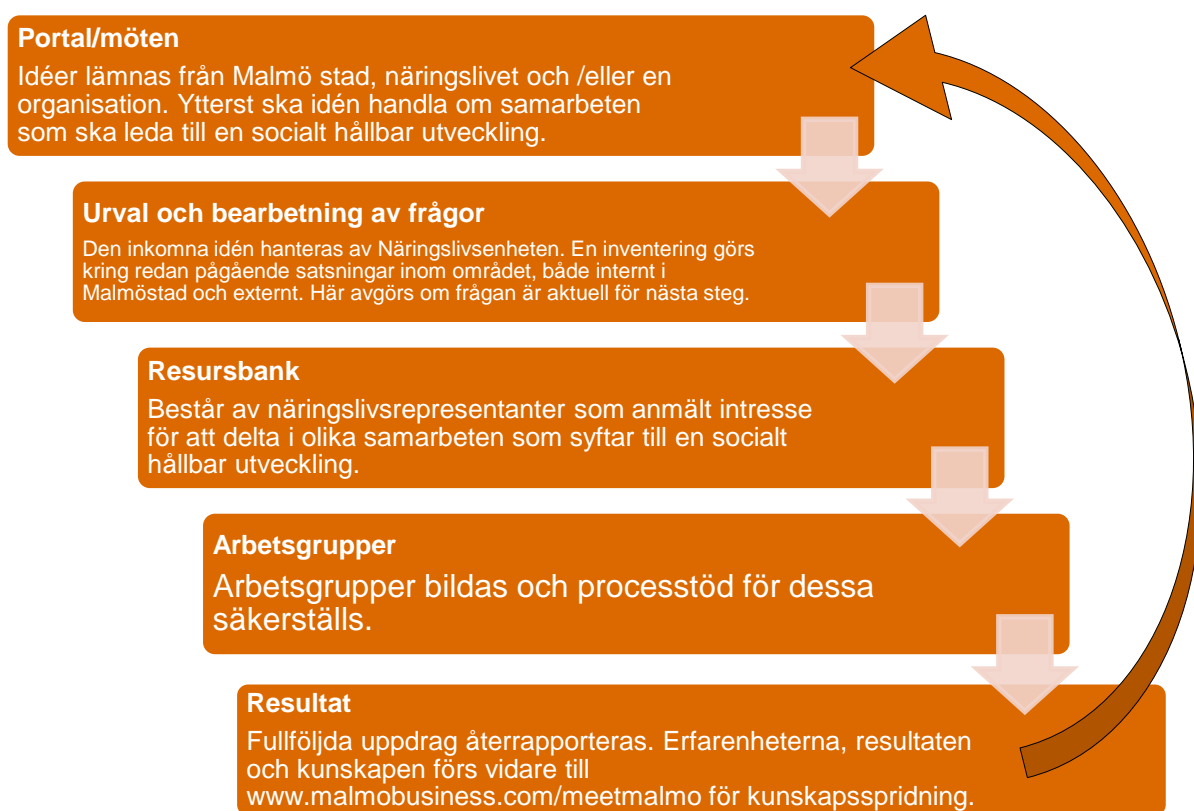 Portal/möten
Idéer lämnas från Malmö stad, näringslivet och /eller en
organisation. Ytterst ska idén handla om samarbeten
som ska leda till en socialt hållbar utveckling.
Urval och bearbetning av frågor
Den inkomna idén hanteras av Näringslivsenheten. En inventering görs
kring redan pågående satsningar inom området, både internt i
Malmöstad och externt. Här avgörs om frågan är aktuell för nästa steg.
Resursbank
Består av näringslivsrepresentanter som anmält intresse
för att delta i olika samarbeten som syftar till en socialt
hållbar utveckling.
Arbetsgrupper
Arbetsgrupper bildas och processtöd för dessa
säkerställs.
Resultat
Fullföljda uppdrag återrapporteras. Erfarenheterna, resultaten
och kunskapen förs vidare till
www.malmobusiness.com/meetmalmo för kunskapsspridning.